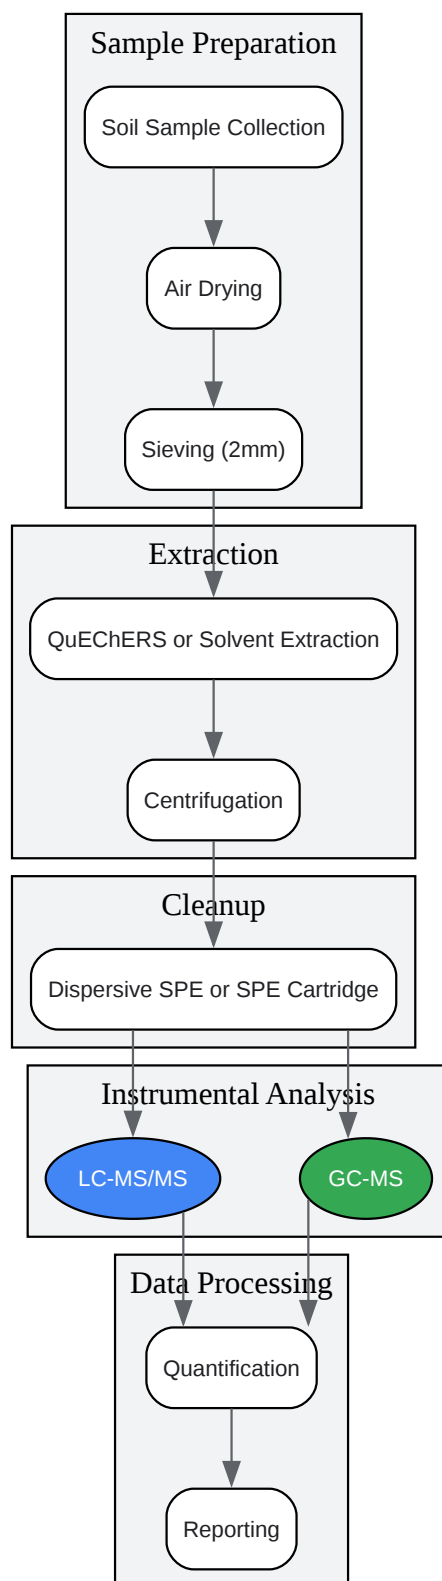 Sample Preparation
Soil Sample Collection
Air Drying
Sieving (2mm)
Extraction
QuEChERS or Solvent Extraction
Centrifugation
Cleanup
Dispersive SPE or SPE Cartridge
Instrumental Analysis
LC-MS/MS
GC-MS
Data Processing
Quantification
Reporting